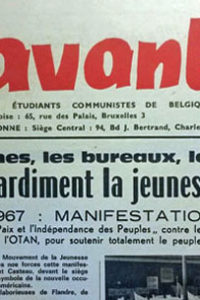 avant
ÉTUDIANTS COMMUNISTES DE BELGIQ
oise : 65, rue des Palais, Bruxelles 3
ONNE : Siège Central : 94, Bd J. Bertrand, Charle
nes, les bureaux, le
ardiment la jeunes
967 : MANIFESTATION
Paix et l'Indépendance des Peuples » contre le
l'OTAN, pour soutenir totalement le peuple
Mouvement de la Jeunesse
nos forces cette manifes-
nt Casteau, devant le siège
symbole de la nouvelle occu-
américaine.
laborieuses de Flandre, de